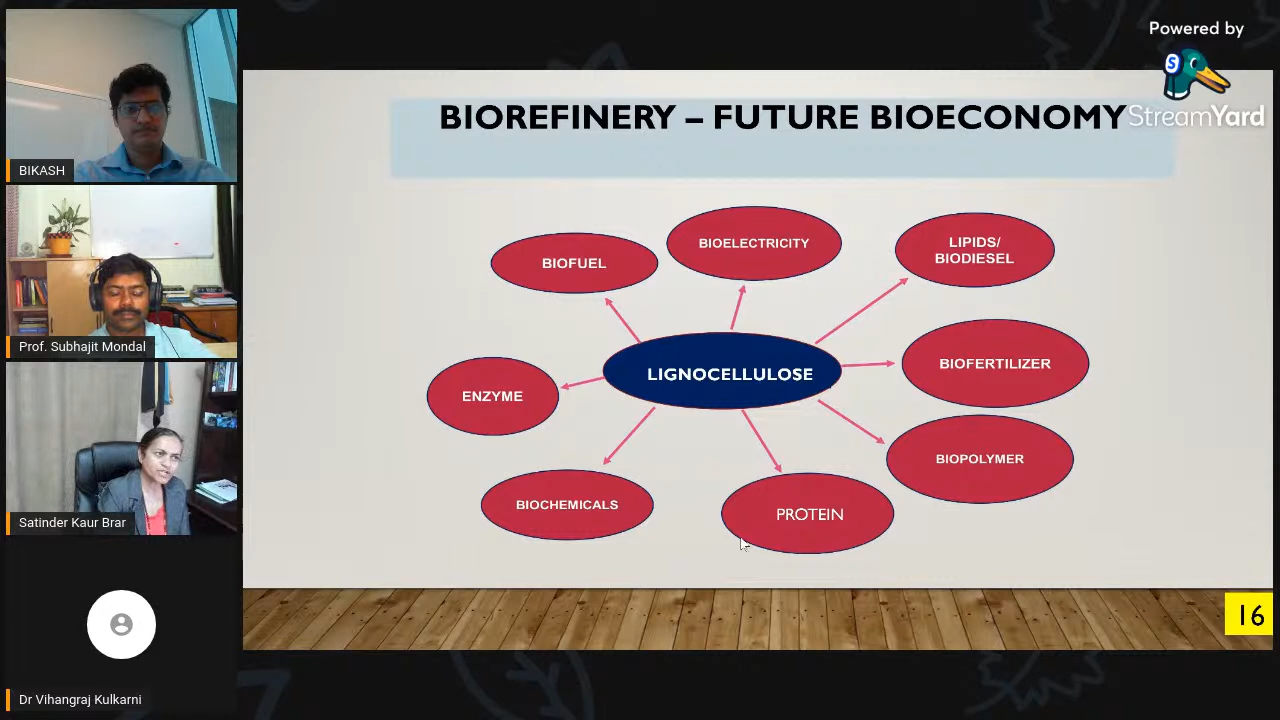 Powered by
StreamYard
BIKASH
Prof. Subhajit Mondal
Satinder Kaur Brar
Dr Vihangraj Kulkarni
BIOREFINERY – FUTURE BIOECONOMY
BIOELECTRICITY
LIPIDS/
BIODIESEL
BIOFUEL
BIOFERTILIZER
LIGNOCELLULOSE
ENZYME
BIOPOLYMER
BIOCHEMICALS
PROTEIN
16